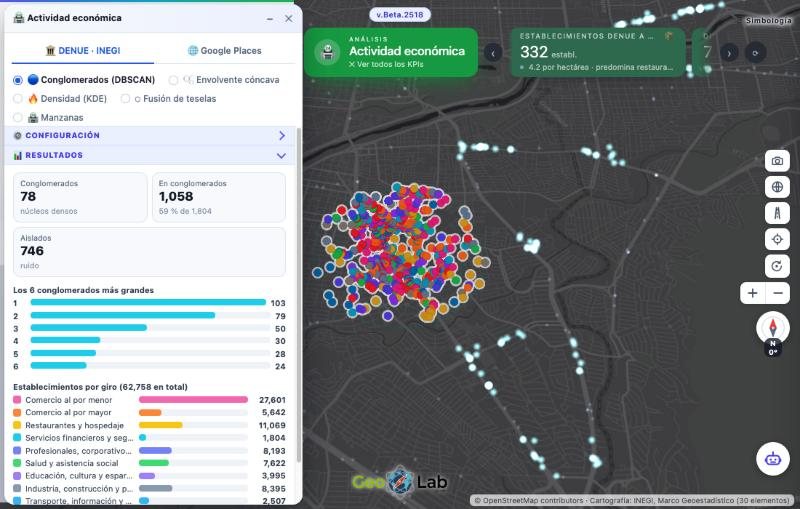 Actividad económica
DENUE · INEGI
Google Places
Conglomerados (DBSCAN)
Envolvente cóncava
Densidad (KDE)
Fusión de teselas
Manzanas
CONFIGURACIÓN
RESULTADOS
Conglomerados
78
núcleos densos
En conglomerados
1,058
59 % de 1,804
Aislados
746
ruido
Los 6 conglomerados más grandes
1 103
2 79
3 50
4 30
5 28
6 24
Establecimientos por giro (62,758 en total)
Comercio al por menor 27,601
Comercio al por mayor 5,642
Restaurantes y hospedaje 11,069
Servicios financieros y seg... 1,804
Profesionales, corporativo... 8,193
Salud y asistencia social 7,622
Educación, cultura y espar... 3,995
Industria, construcción y p... 8,395
Transporte, información y ... 2,507
v.Beta.2518
ANÁLISIS
Actividad económica
Ver todos los KPIs
ESTABLECIMIENTOS DENUE A ...
332 establ.
4.2 por hectáres · predomina restaura...
7
Simbología
N
0°
Geo Lab
© OpenStreetMap contributors · Cartografía: INEGI, Marco Geoestadístico (30 elementos)